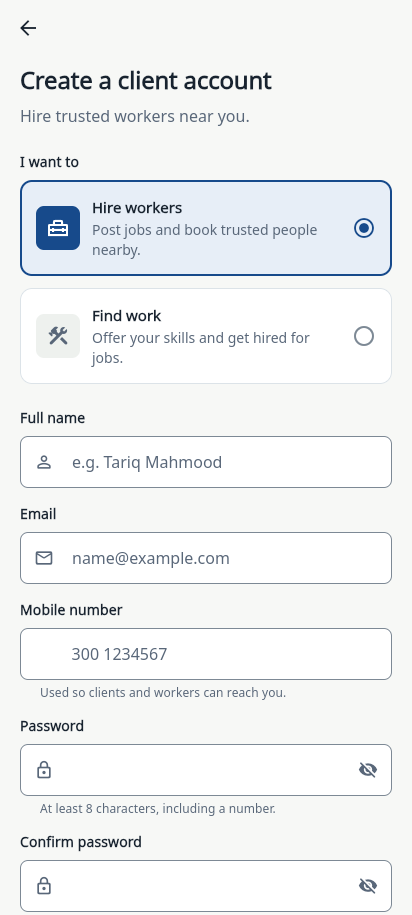 Create a client account
Hire trusted workers near you.
I want to
Hire workers
Post jobs and book trusted people
nearby.
Find work
Offer your skills and get hired for
jobs.
Full name
e.g. Tariq Mahmood
Email
name@example.com
Mobile number
300 1234567
Used so clients and workers can reach you.
Password
At least 8 characters, including a number.
Confirm password